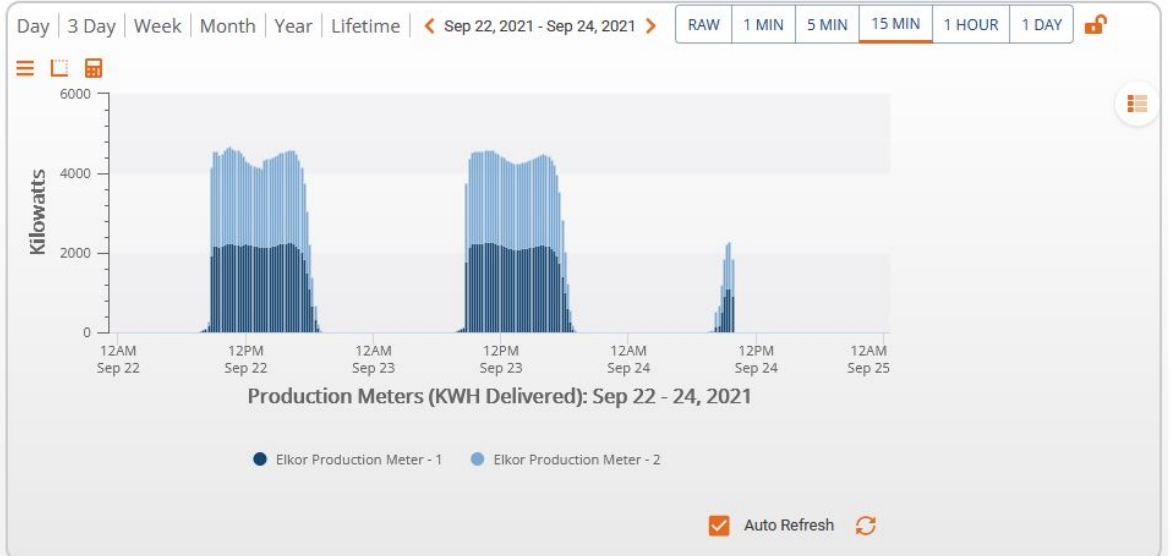 Day 3 Day Week Month Year Lifetime Sep 22, 2021 - Sep 24, 2021 RAW 1 MIN 5 MIN 15 MIN 1 HOUR 1 DAY
6000
4000
2000
0
Kilowatts
12AM 12PM 12AM 12PM 12AM 12PM 12AM
Sep 22 Sep 22 Sep 23 Sep 23 Sep 24 Sep 24 Sep 25
Production Meters (KWH Delivered): Sep 22 - 24, 2021
Elkor Production Meter - 1 Elkor Production Meter - 2
Auto Refresh